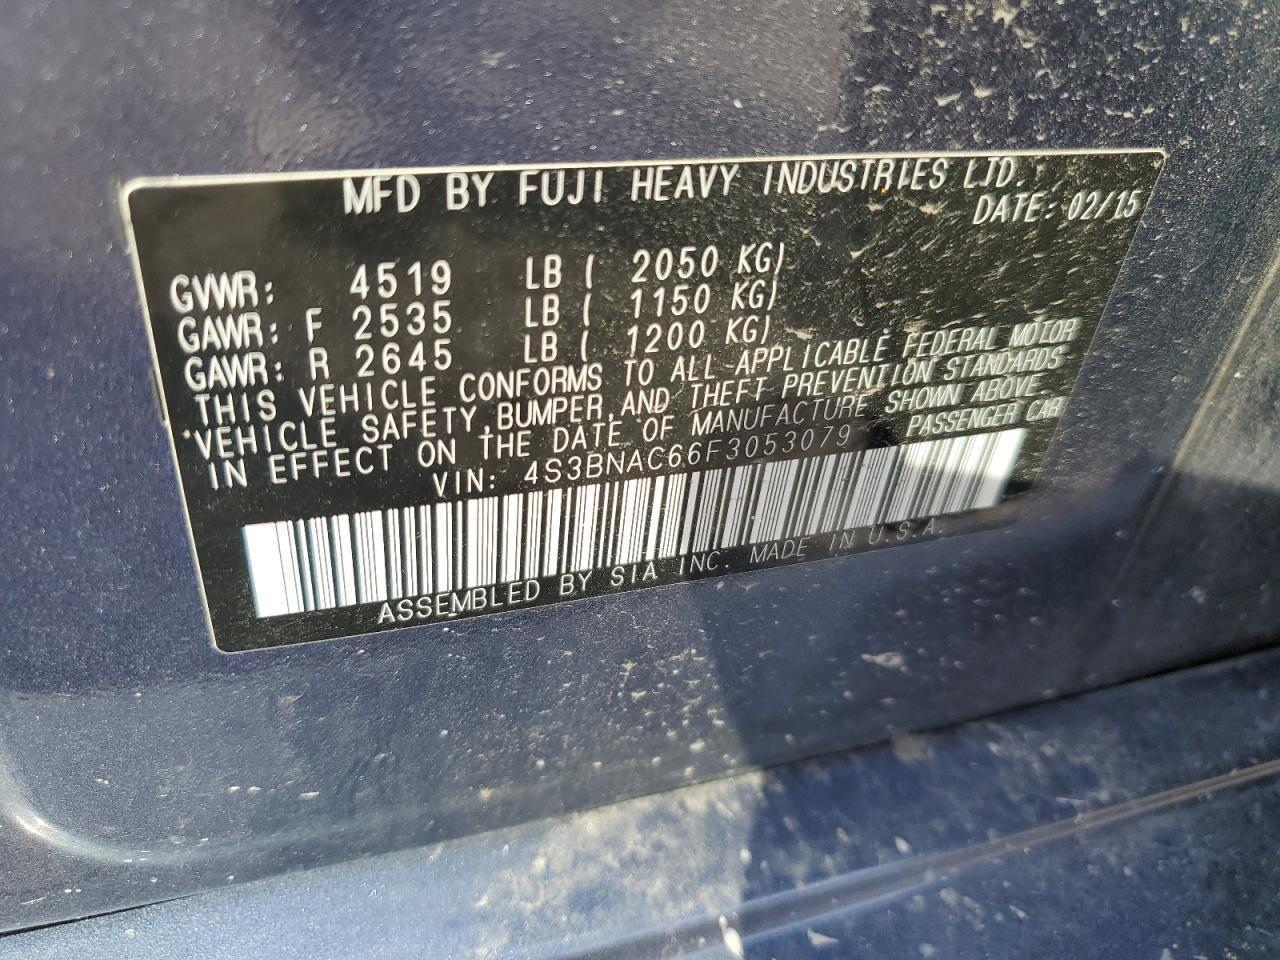 MFD BY FUJI HEAVY INDUSTRIES LTD.
DATE: 02/15
GVWR: 4519 LB ( 2050 KG)
GAWR: F 2535 LB ( 1150 KG)
GAWR: R 2645 LB ( 1200 KG)
THIS VEHICLE CONFORMS TO ALL APPLICABLE FEDERAL MOTOR
VEHICLE SAFETY, BUMPER, AND THEFT PREVENTION STANDARDS
IN EFFECT ON THE DATE OF MANUFACTURE SHOWN ABOVE
VIN: 4S3BNAC66F3053079 PASSENGER CAR
ASSEMBLED BY SIA INC. MADE IN U.S.A.